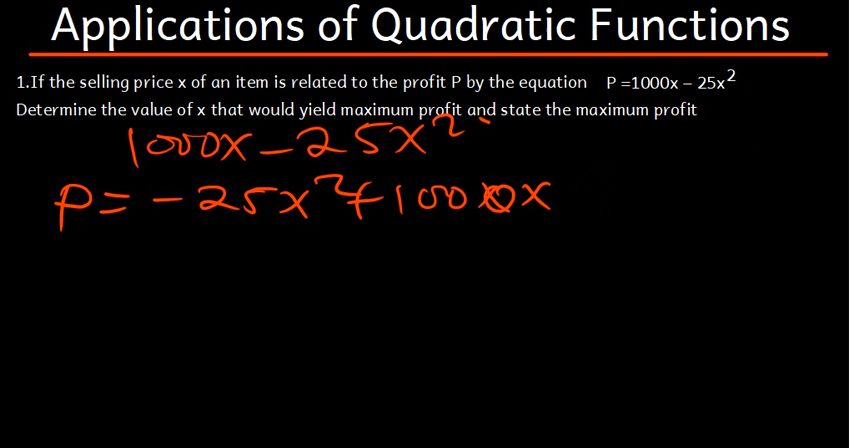 Applications of Quadratic Functions
1.If the selling price x of an item is related to the profit P by the equation P =1000x – 25x²
Determine the value of x that would yield maximum profit and state the maximum profit
1000x - 25x²
P = - 25x² + 1000x